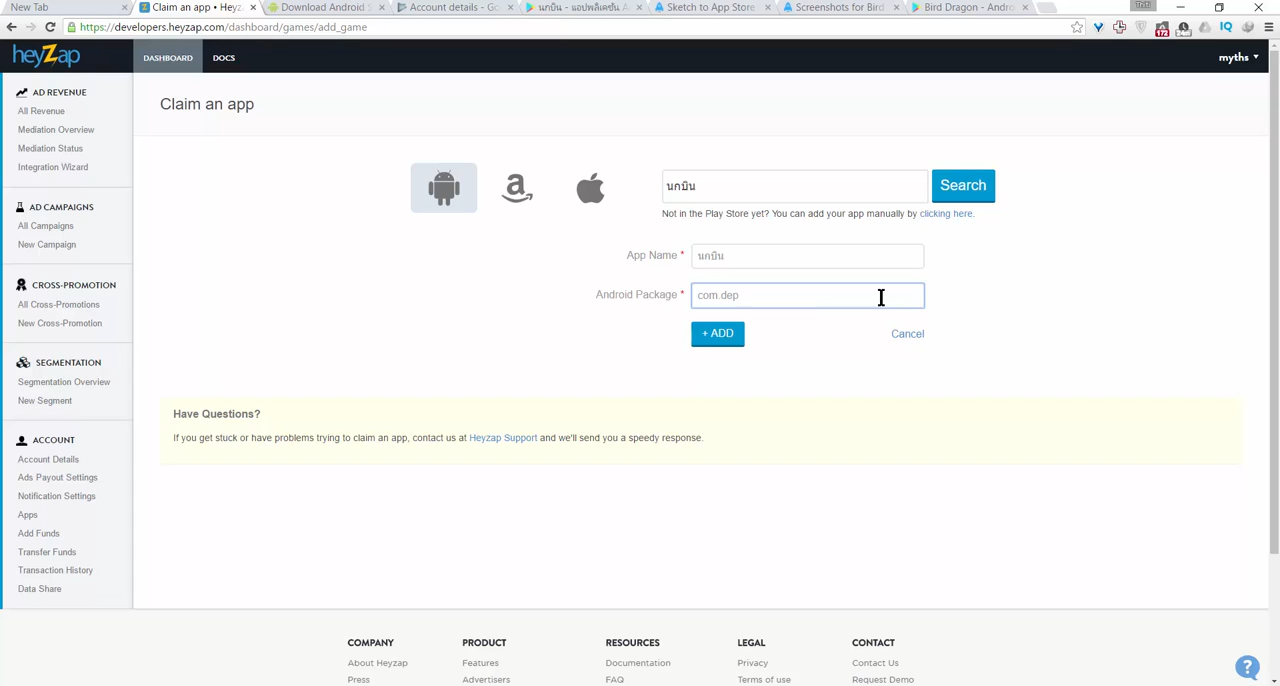 New Tab
Claim an app • Heyz
Download Android S
Account details - Go
นกบิน - แอปพลิเคชัน A
Sketch to App Store
Screenshots for Bird
Bird Dragon - Andro
https://developers.heyzap.com/dashboard/games/add_game
172
IQ
heyZap
DASHBOARD
DOCS
myths
AD REVENUE
All Revenue
Mediation Overview
Mediation Status
Integration Wizard
AD CAMPAIGNS
All Campaigns
New Campaign
CROSS-PROMOTION
All Cross-Promotions
New Cross-Promotion
SEGMENTATION
Segmentation Overview
New Segment
ACCOUNT
Account Details
Ads Payout Settings
Notification Settings
Apps
Add Funds
Transfer Funds
Transaction History
Data Share
Claim an app
นกบิน
Search
Not in the Play Store yet? You can add your app manually by clicking here.
App Name *
นกบิน
Android Package *
com.dep
+ ADD
Cancel
Have Questions?
If you get stuck or have problems trying to claim an app, contact us at Heyzap Support and we'll send you a speedy response.
COMPANY
About Heyzap
Press
PRODUCT
Features
Advertisers
RESOURCES
Documentation
FAQ
LEGAL
Privacy
Terms of use
CONTACT
Contact Us
Request Demo
?